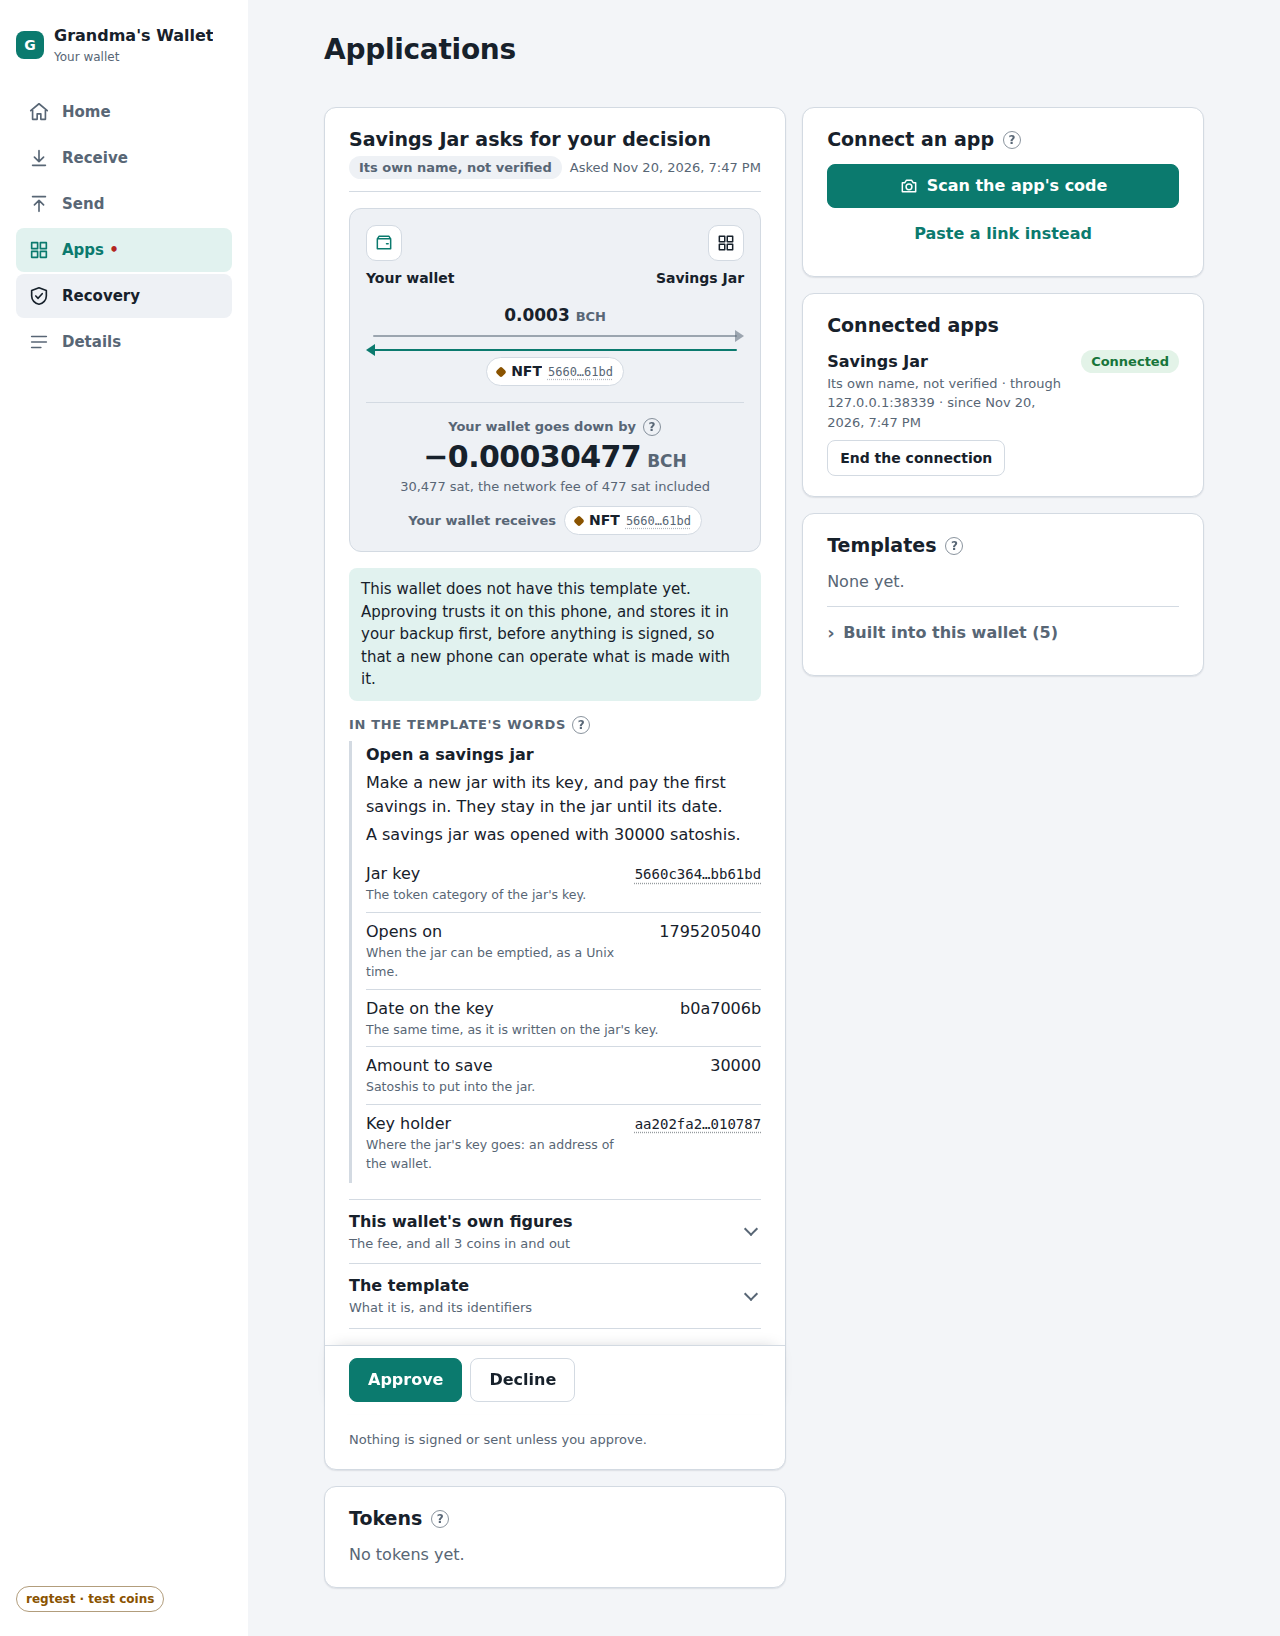 G
Grandma's Wallet
Your wallet
Home
Receive
Send
Apps •
Recovery
Details
regtest · test coins
Applications
Savings Jar asks for your decision
Its own name, not verified
Asked Nov 20, 2026, 7:47 PM
Your wallet
Savings Jar
0.0003 BCH
NFT 5660…61bd
Your wallet goes down by ?
−0.00030477 BCH
30,477 sat, the network fee of 477 sat included
Your wallet receives NFT 5660…61bd
This wallet does not have this template yet.
Approving trusts it on this phone, and stores it in
your backup first, before anything is signed, so
that a new phone can operate what is made with
it.
IN THE TEMPLATE'S WORDS ?
Open a savings jar
Make a new jar with its key, and pay the first
savings in. They stay in the jar until its date.
A savings jar was opened with 30000 satoshis.
Jar key 5660c364…bb61bd
The token category of the jar's key.
Opens on 1795205040
When the jar can be emptied, as a Unix
time.
Date on the key b0a7006b
The same time, as it is written on the jar's key.
Amount to save 30000
Satoshis to put into the jar.
Key holder aa202fa2…010787
Where the jar's key goes: an address of
the wallet.
This wallet's own figures
The fee, and all 3 coins in and out
The template
What it is, and its identifiers
Approve
Decline
Nothing is signed or sent unless you approve.
Tokens ?
No tokens yet.
Connect an app ?
Scan the app's code
Paste a link instead
Connected apps
Savings Jar
Connected
Its own name, not verified · through
127.0.0.1:38339 · since Nov 20,
2026, 7:47 PM
End the connection
Templates ?
None yet.
› Built into this wallet (5)